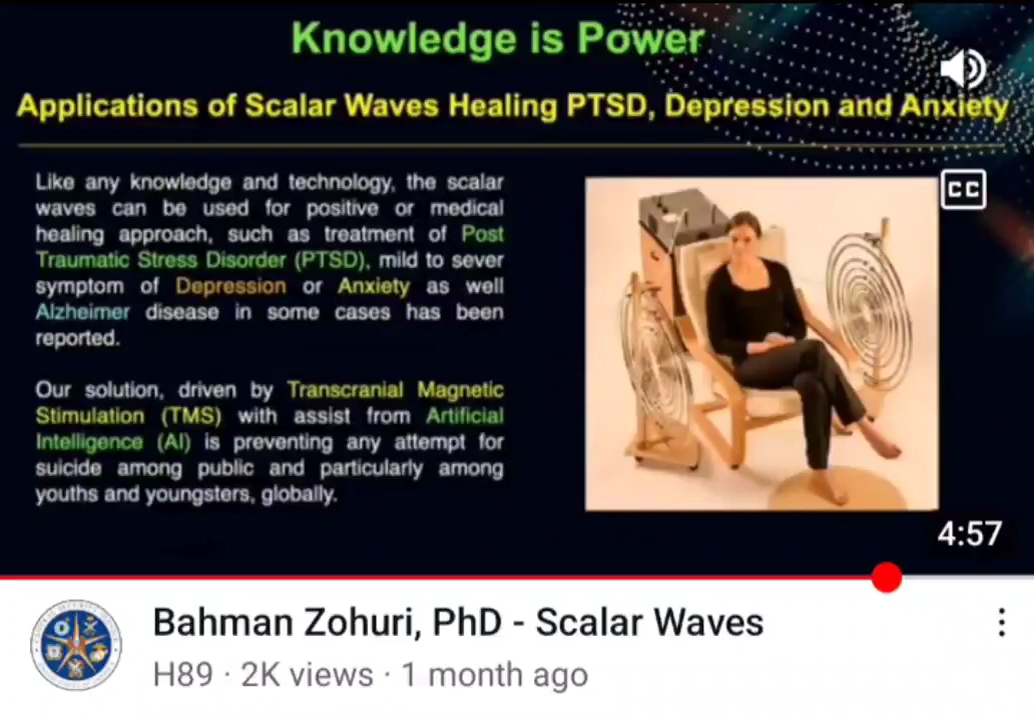 Knowledge is Power
Applications of Scalar Waves Healing PTSD, Depression and Anxiety
CC
Like any knowledge and technology, the scalar
waves can be used for positive or medical
healing approach, such as treatment of Post
Traumatic Stress Disorder (PTSD), mild to sever
symptom of Depression or Anxiety as well
Alzheimer disease in some cases has been
reported.
Our solution, driven by Transcranial Magnetic
Stimulation (TMS) with assist from Artificial
Intelligence (AI) is preventing any attempt for
suicide among public and particularly among
youths and youngsters, globally.
4:57
Bahman Zohuri, PhD - Scalar Waves
H89 · 2K views · 1 month ago